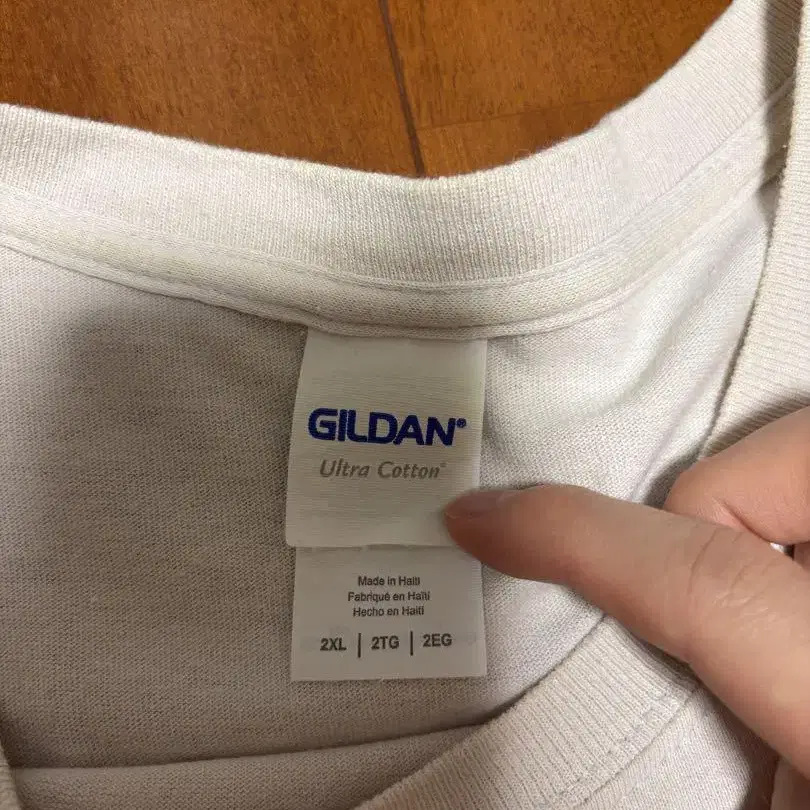 GILDAN®
Ultra Cotton®
Made in Haiti
Fabriqué en Haïti
Hecho en Haiti
2XL | 2TG | 2EG